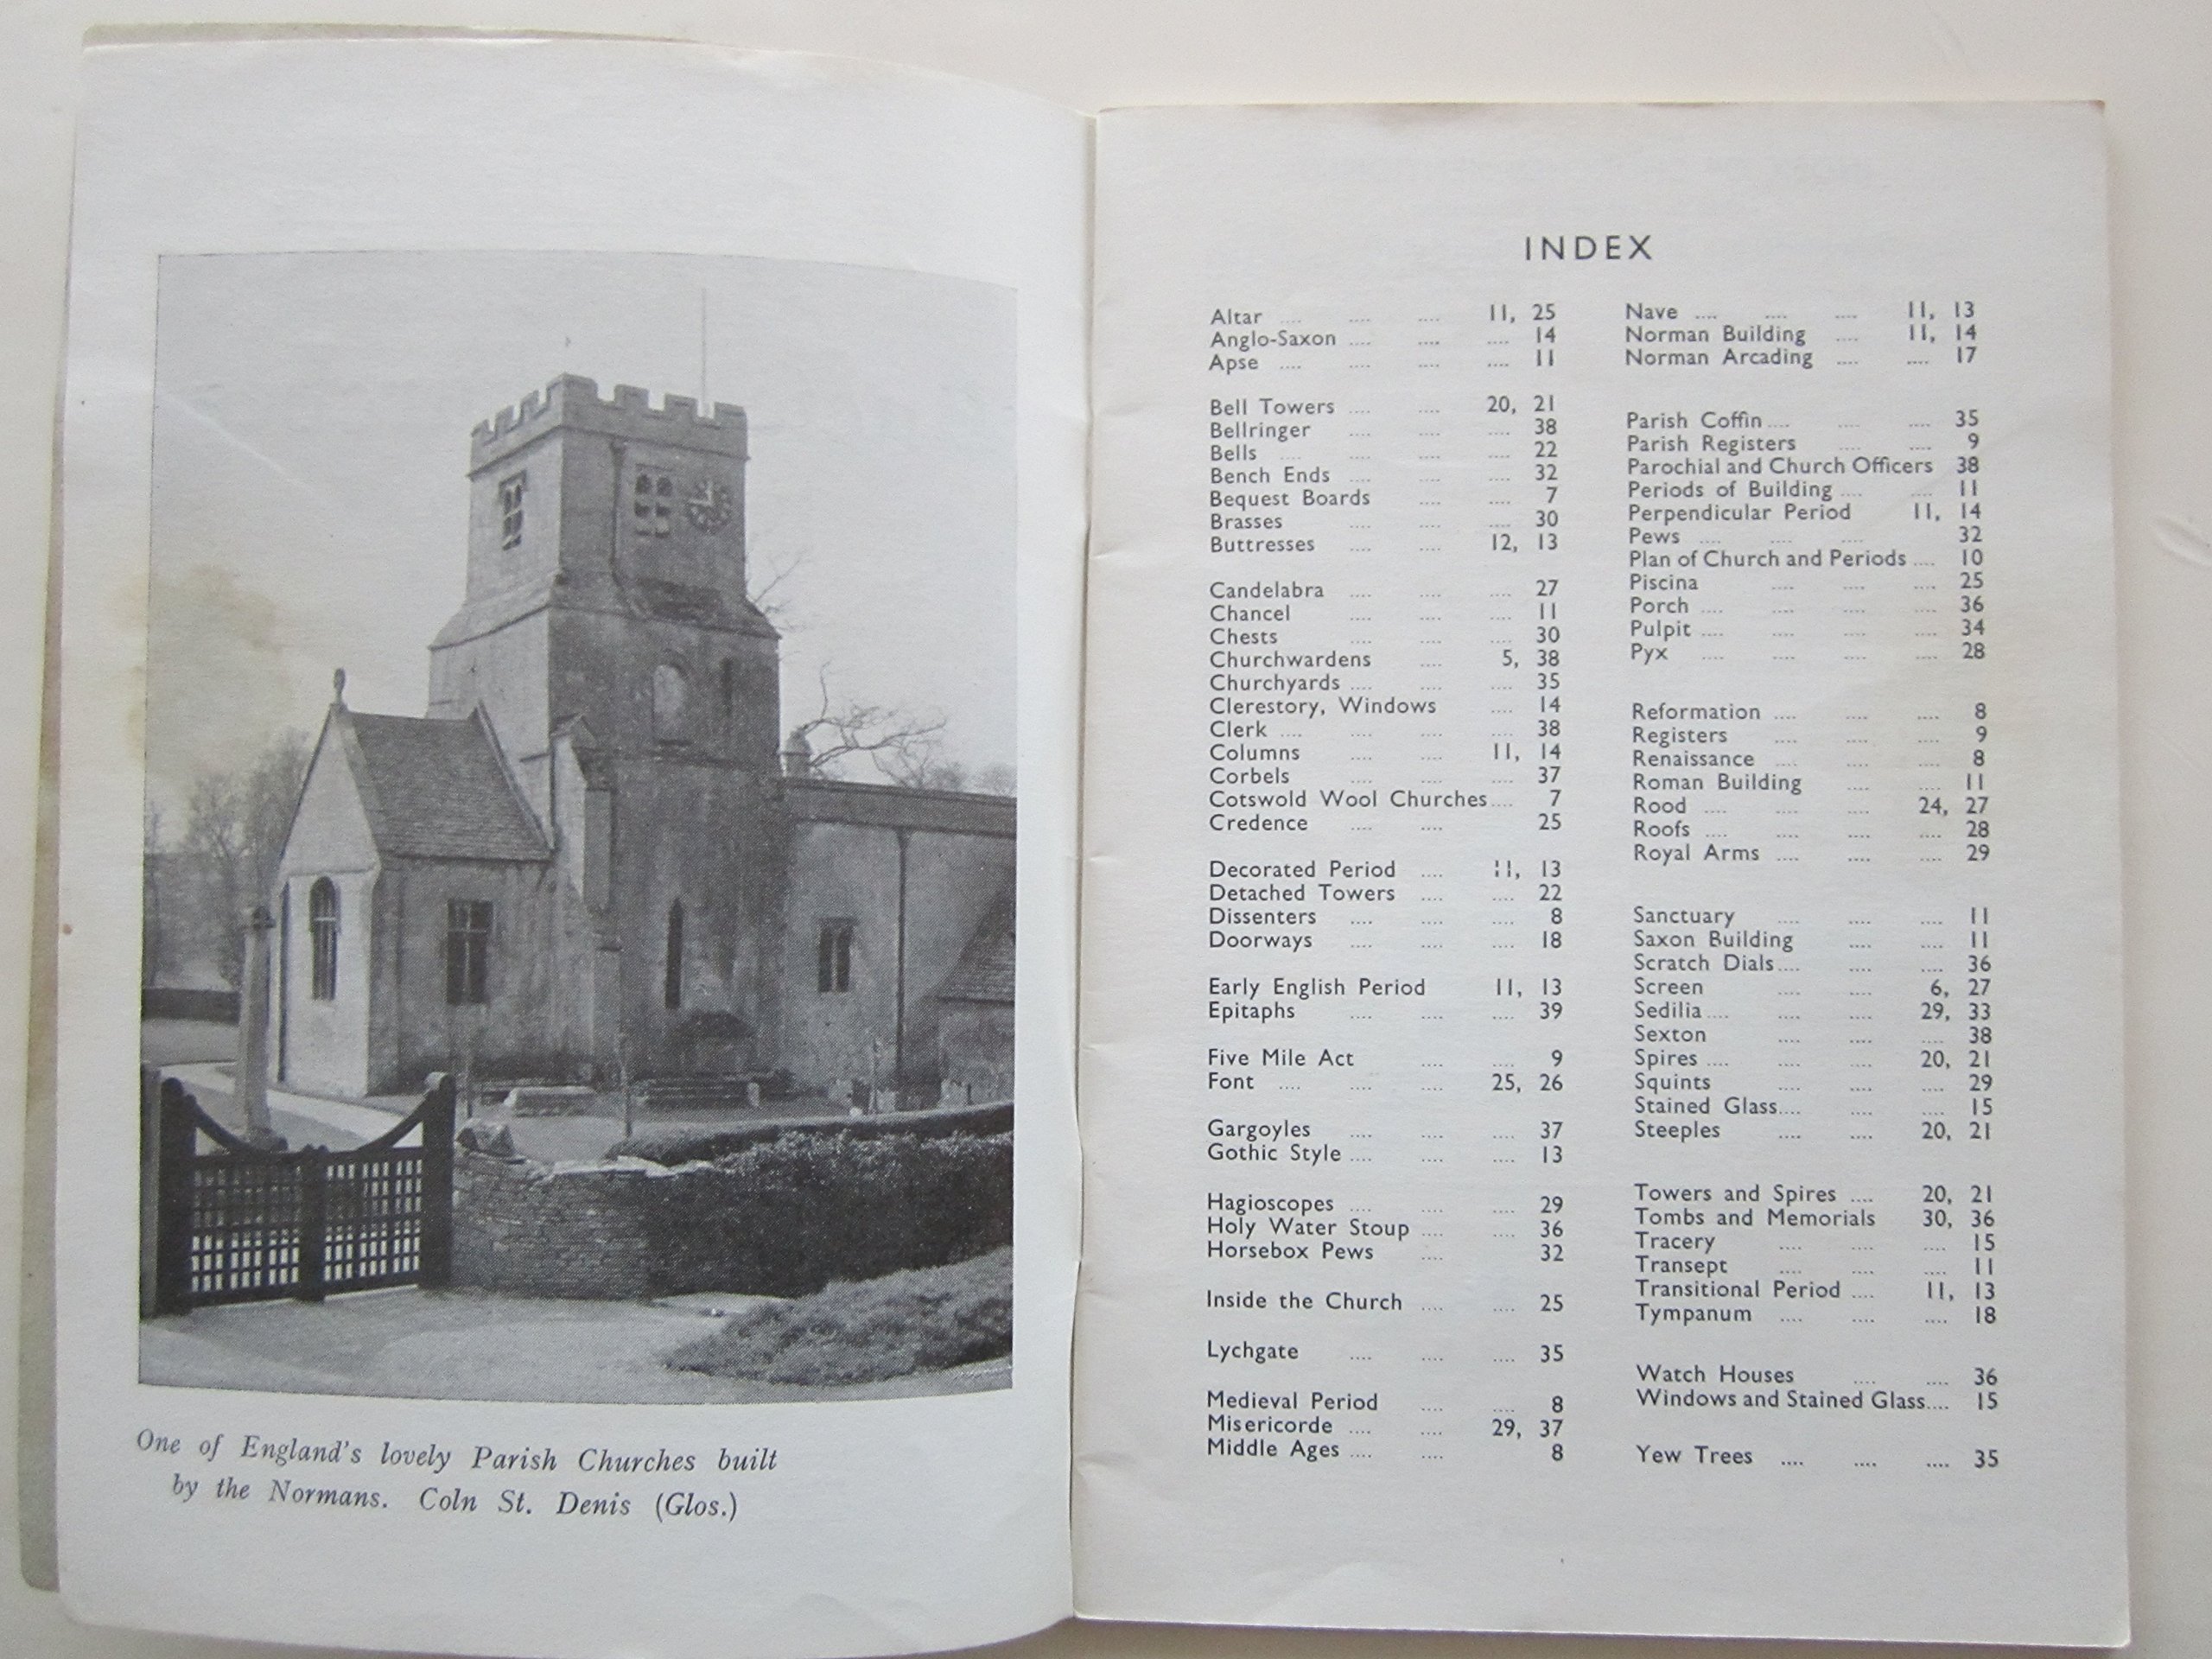 One of England's lovely Parish Churches built
by the Normans. Coln St. Denis (Glos.)
INDEX
Altar .... .... .... 11, 25
Anglo-Saxon .... .... .... 14
Apse .... .... .... .... 11
Bell Towers .... .... 20, 21
Bellringer .... .... .... 38
Bells .... .... .... .... 22
Bench Ends .... .... .... 32
Bequest Boards .... .... 7
Brasses .... .... .... 30
Buttresses .... .... 12, 13
Candelabra .... .... .... 27
Chancel .... .... .... 11
Chests .... .... .... 30
Churchwardens .... 5, 38
Churchyards .... .... .... 35
Clerestory, Windows .... 14
Clerk .... .... .... .... 38
Columns .... .... 11, 14
Corbels .... .... .... 37
Cotswold Wool Churches .... 7
Credence .... .... 25
Decorated Period .... 11, 13
Detached Towers .... .... 22
Dissenters .... .... .... 8
Doorways .... .... .... 18
Early English Period 11, 13
Epitaphs .... .... .... 39
Five Mile Act .... .... 9
Font .... .... .... 25, 26
Gargoyles .... .... .... 37
Gothic Style .... .... .... 13
Hagioscopes .... .... .... 29
Holy Water Stoup .... .... 36
Horsebox Pews .... 32
Inside the Church .... .... 25
Lychgate .... .... .... 35
Medieval Period .... .... 8
Misericorde .... .... 29, 37
Middle Ages .... .... 8
Nave .... .... .... 11, 13
Norman Building .... 11, 14
Norman Arcading .... .... 17
Parish Coffin .... .... .... 35
Parish Registers .... .... 9
Parochial and Church Officers 38
Periods of Building .... .... 11
Perpendicular Period 11, 14
Pews .... .... .... 32
Plan of Church and Periods .... 10
Piscina .... .... .... 25
Porch .... .... .... .... 36
Pulpit .... .... .... .... 34
Pyx .... .... .... .... 28
Reformation .... .... .... 8
Registers .... .... .... 9
Renaissance .... .... .... 8
Roman Building .... .... 11
Rood .... .... .... 24, 27
Roofs .... .... .... .... 28
Royal Arms .... .... .... 29
Sanctuary .... .... .... 11
Saxon Building .... .... 11
Scratch Dials .... .... .... 36
Screen .... .... 6, 27
Sedilia .... .... .... 29, 33
Sexton .... .... .... 38
Spires .... .... .... 20, 21
Squints .... .... .... 29
Stained Glass .... .... .... 15
Steeples .... .... 20, 21
Towers and Spires .... 20, 21
Tombs and Memorials 30, 36
Tracery .... .... .... 15
Transept .... .... .... 11
Transitional Period .... 11, 13
Tympanum .... .... .... 18
Watch Houses .... .... 36
Windows and Stained Glass .... 15
Yew Trees .... .... .... 35